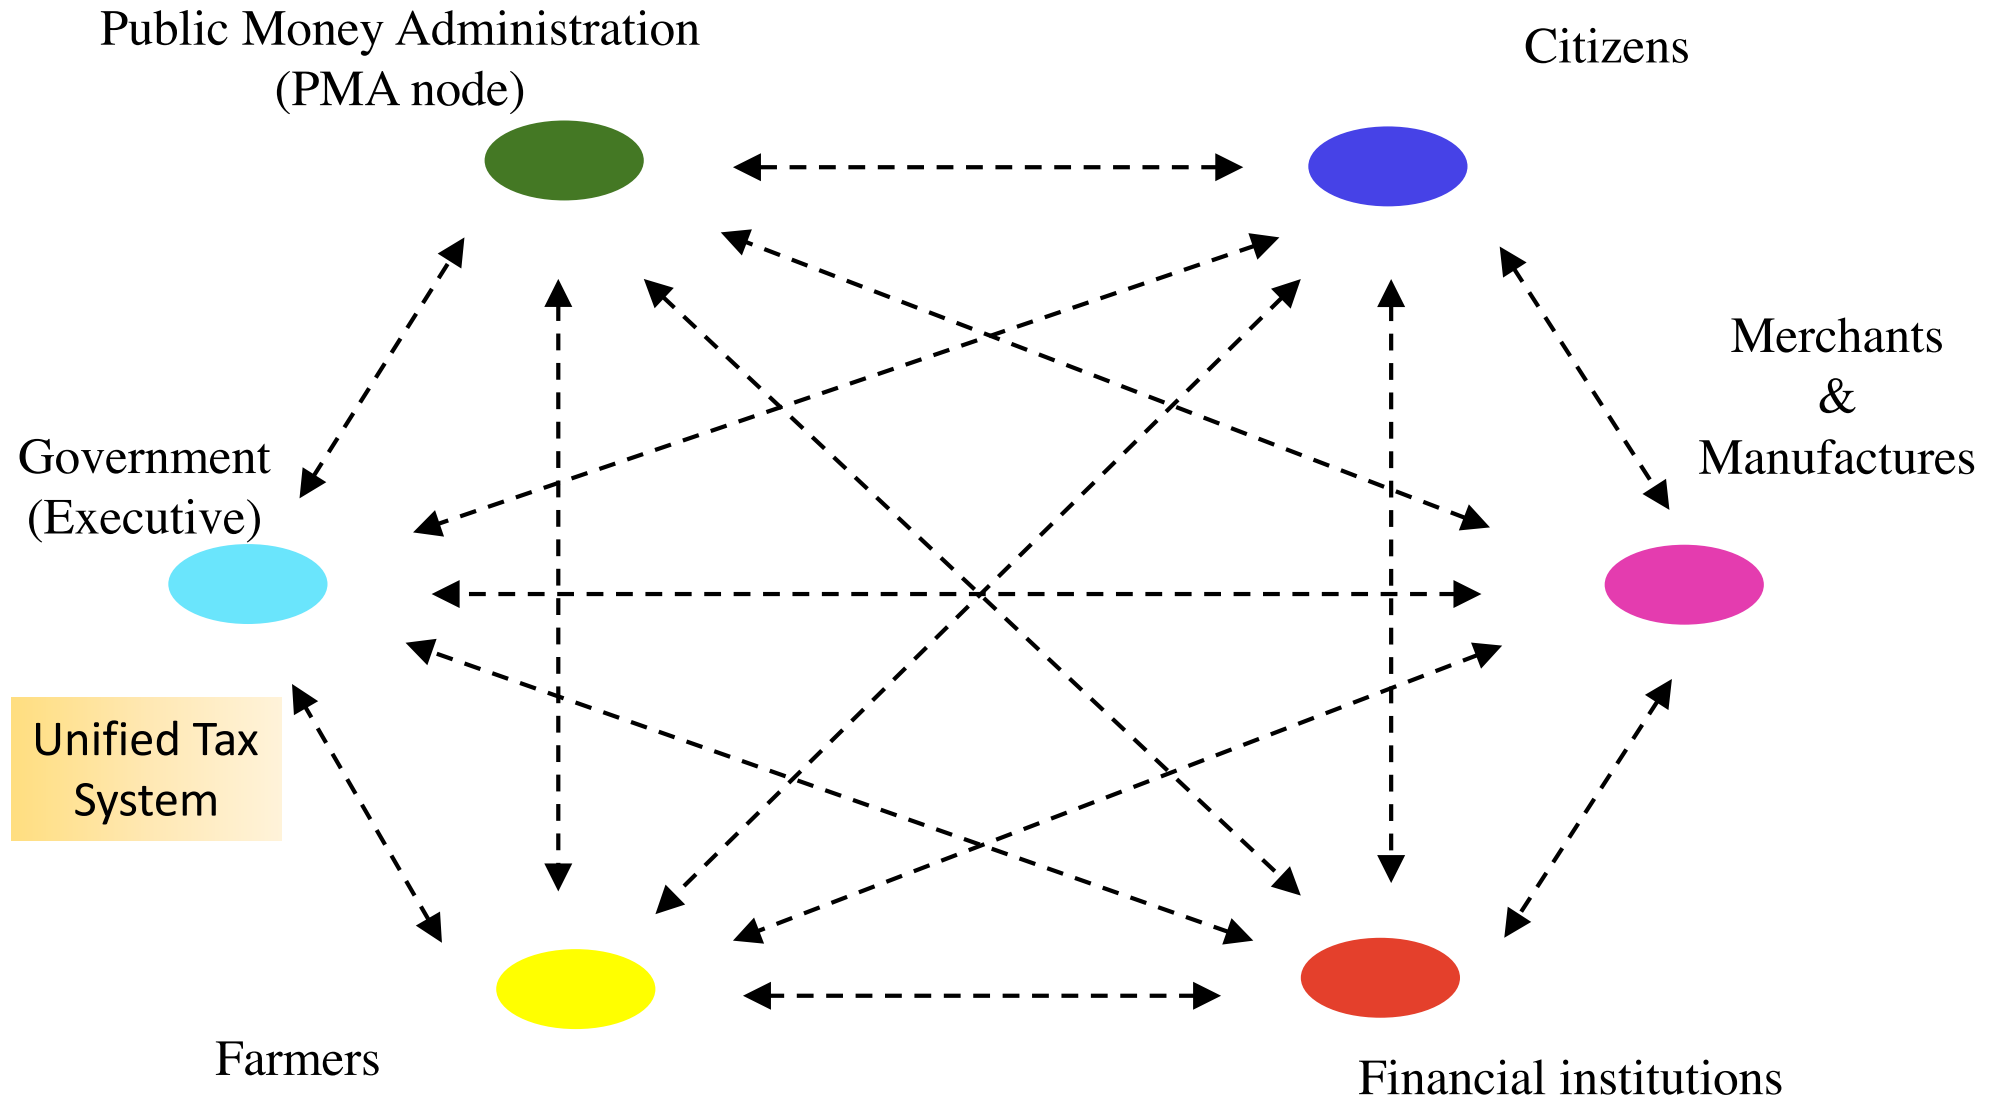 Public Money Administration
(PMA node)
Citizens
Merchants
&
Manufactures
Government
(Executive)
Unified Tax
System
Farmers
Financial institutions